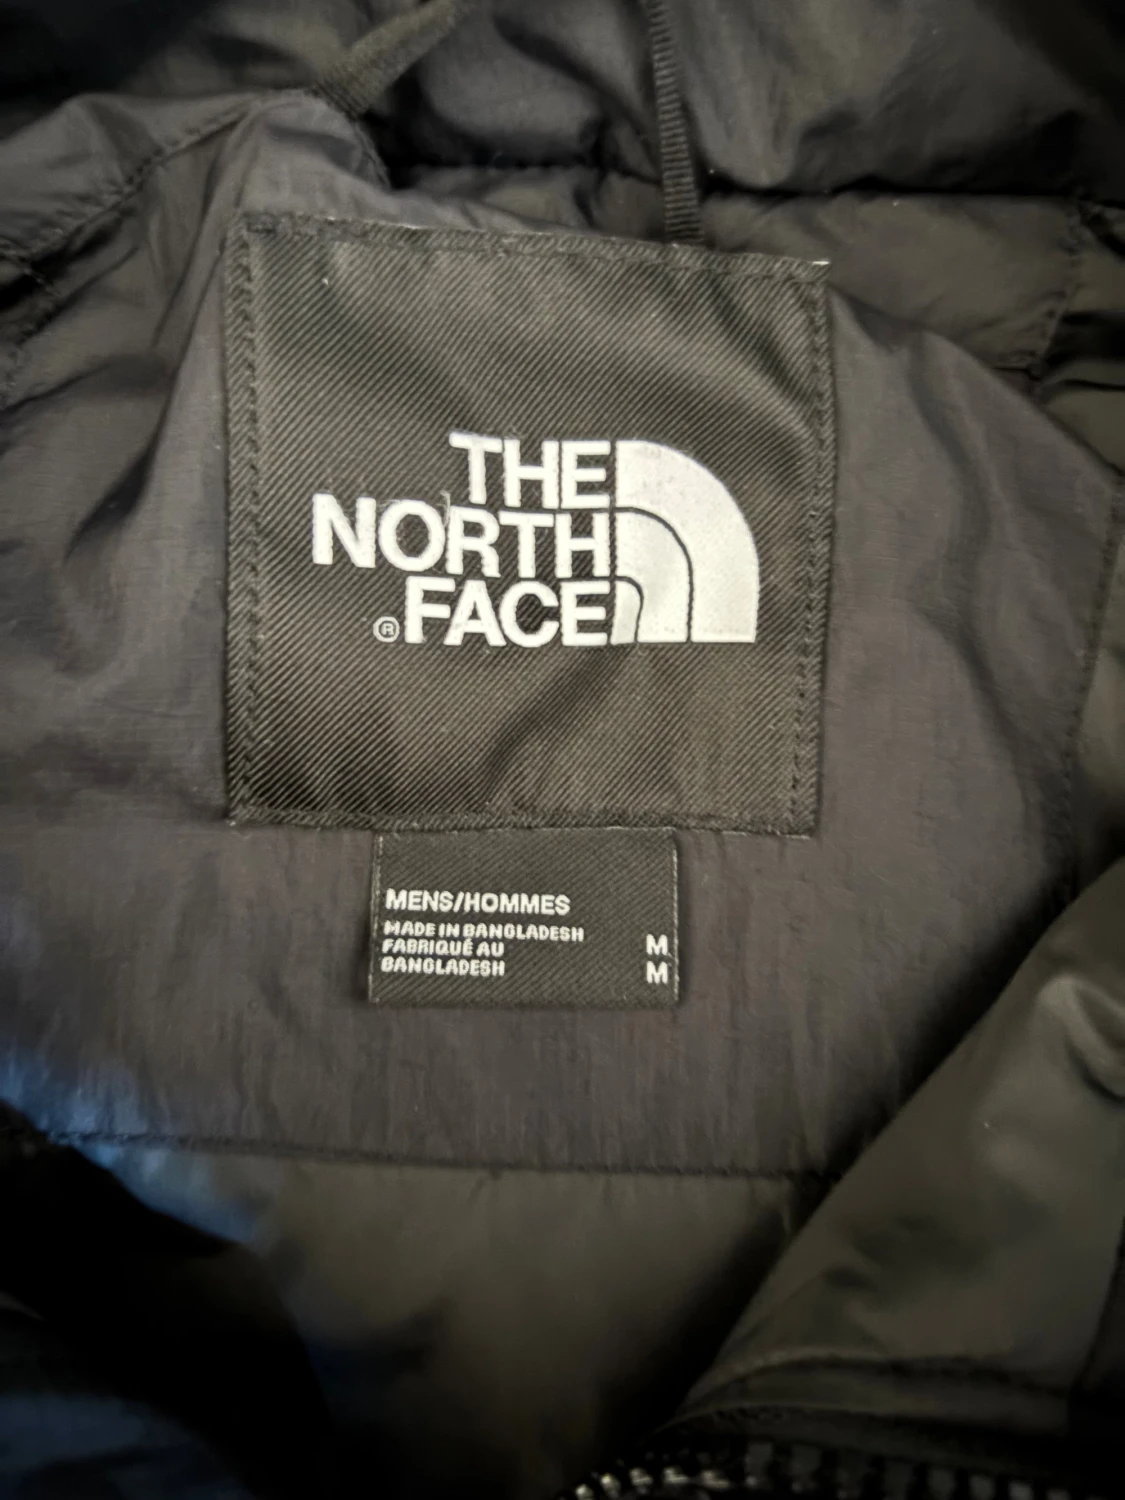 THE
NORTH
®FACE
MENS/HOMMES
MADE IN BANGLADESH
FABRIQUÉ AU
BANGLADESH
M
M